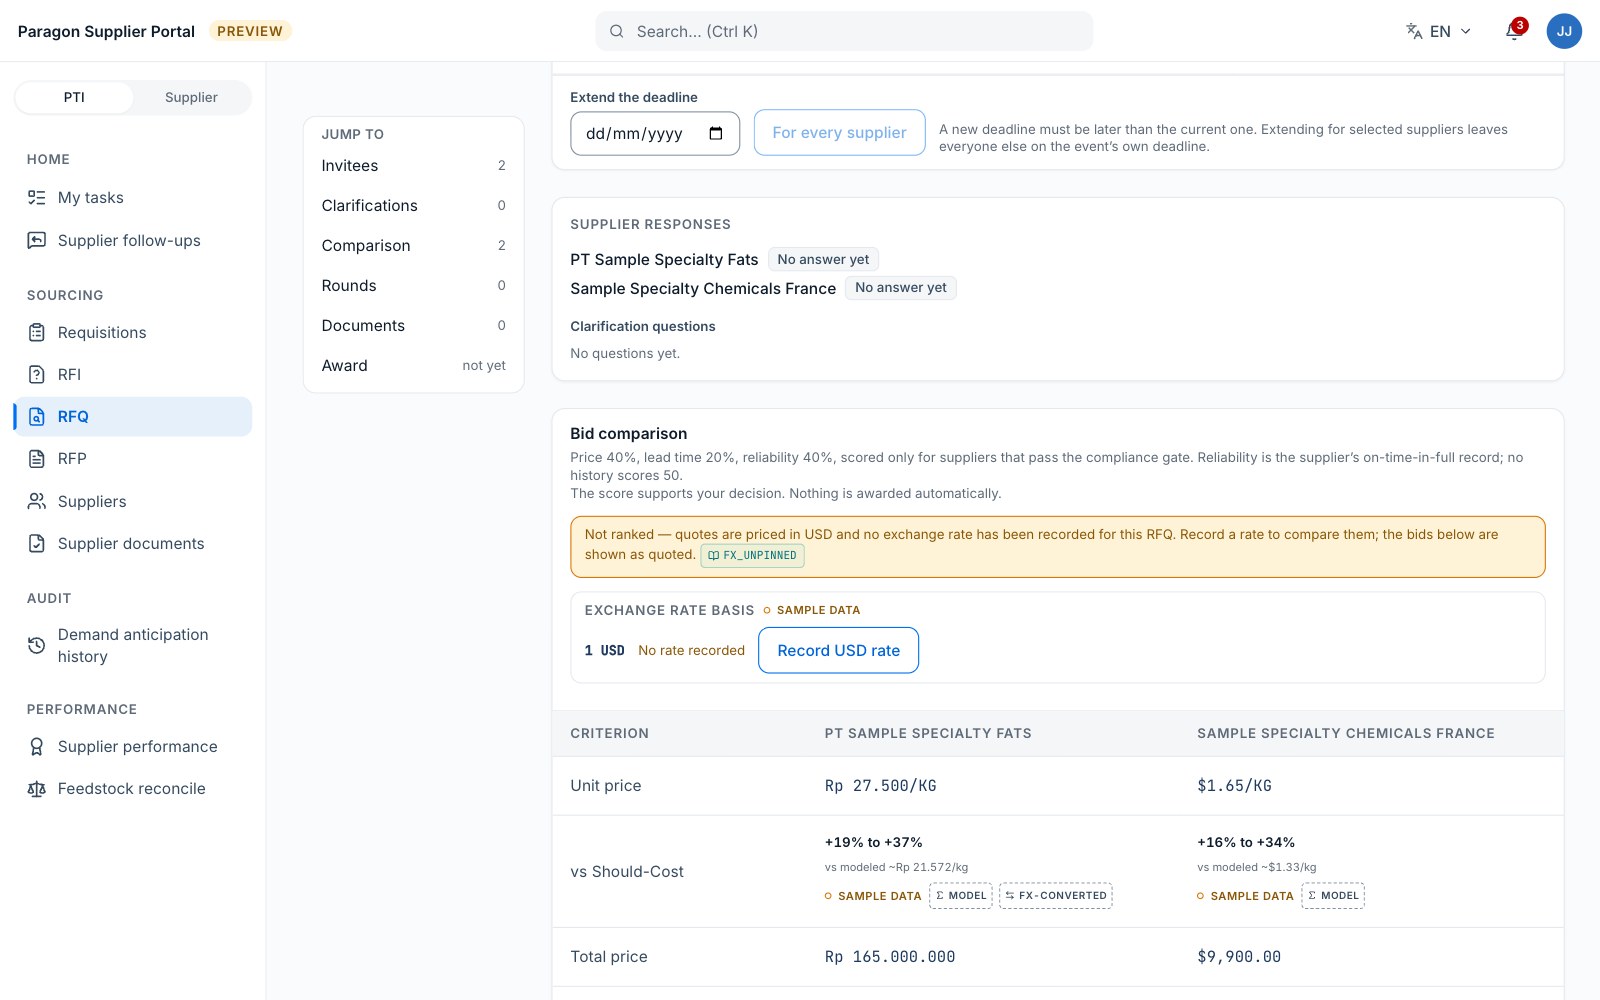 Paragon Supplier Portal
PREVIEW
Search... (Ctrl K)
EN
3
JJ
PTI
Supplier
HOME
My tasks
Supplier follow-ups
SOURCING
Requisitions
RFI
RFQ
RFP
Suppliers
Supplier documents
AUDIT
Demand anticipation
history
PERFORMANCE
Supplier performance
Feedstock reconcile
JUMP TO
Invitees 2
Clarifications 0
Comparison 2
Rounds 0
Documents 0
Award not yet
Extend the deadline
dd/mm/yyyy
For every supplier
A new deadline must be later than the current one. Extending for selected suppliers leaves
everyone else on the event’s own deadline.
SUPPLIER RESPONSES
PT Sample Specialty Fats No answer yet
Sample Specialty Chemicals France No answer yet
Clarification questions
No questions yet.
Bid comparison
Price 40%, lead time 20%, reliability 40%, scored only for suppliers that pass the compliance gate. Reliability is the supplier’s on-time-in-full record; no
history scores 50.
The score supports your decision. Nothing is awarded automatically.
Not ranked — quotes are priced in USD and no exchange rate has been recorded for this RFQ. Record a rate to compare them; the bids below are
shown as quoted. FX_UNPINNED
EXCHANGE RATE BASIS SAMPLE DATA
1 USD No rate recorded Record USD rate
CRITERION PT SAMPLE SPECIALTY FATS SAMPLE SPECIALTY CHEMICALS FRANCE
Unit price Rp 27.500/KG $1.65/KG
vs Should-Cost
+19% to +37%
vs modeled ~Rp 21.572/kg
SAMPLE DATA Σ MODEL FX-CONVERTED
+16% to +34%
vs modeled ~$1.33/kg
SAMPLE DATA Σ MODEL
Total price Rp 165.000.000 $9,900.00